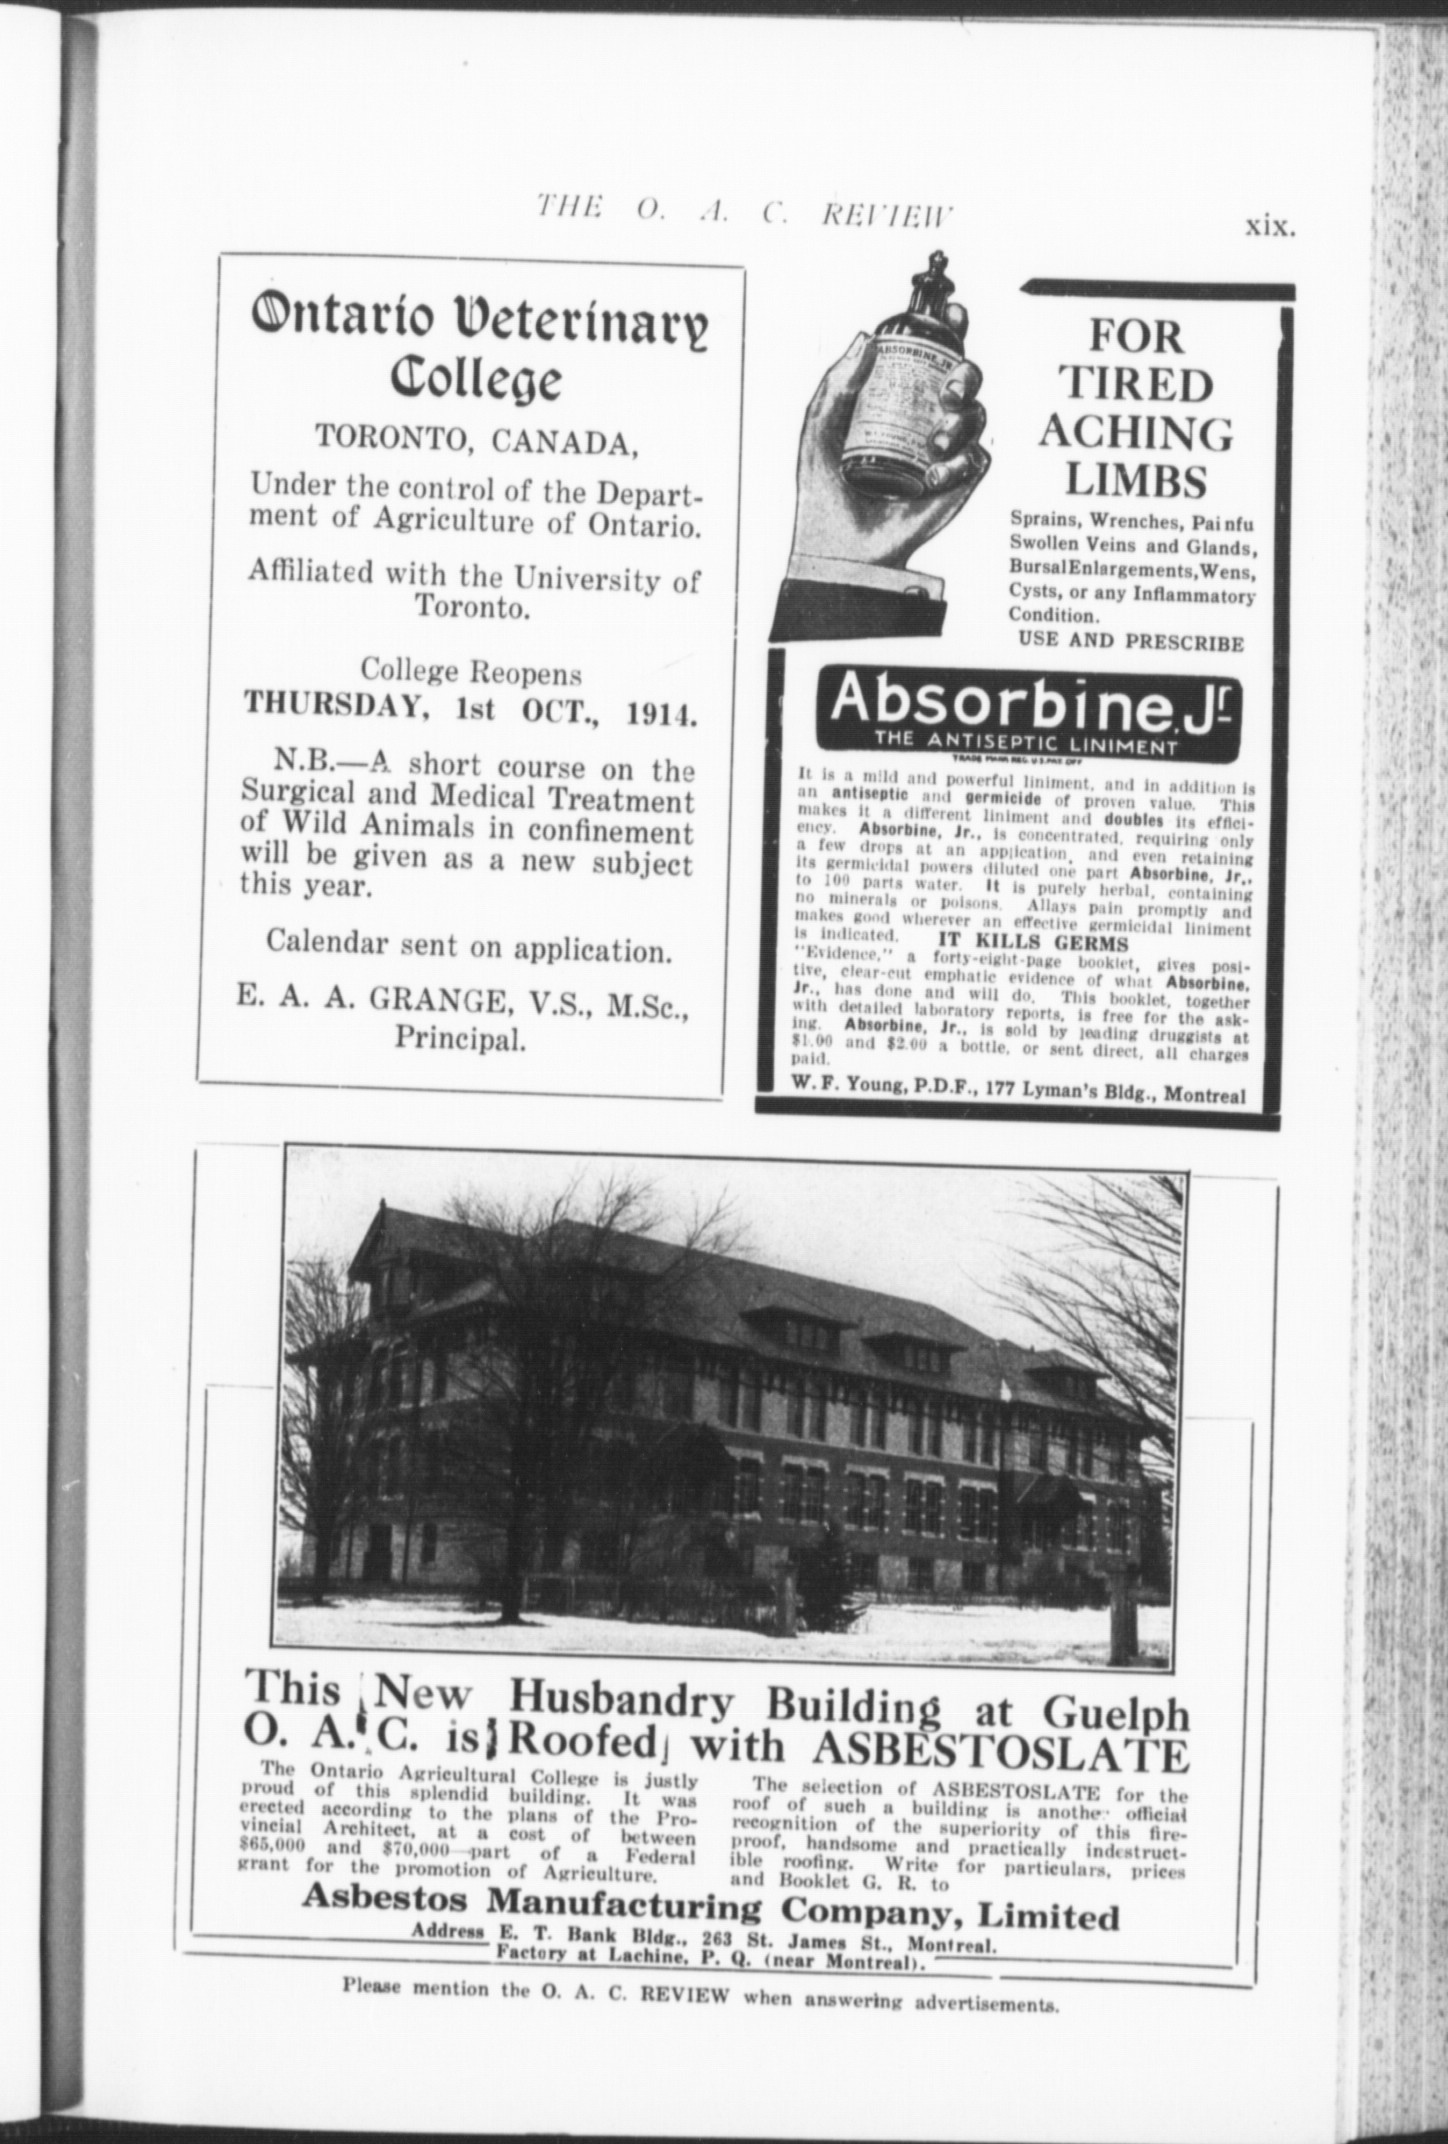 THE O. A. C. REVIEW
xix.
Ontario Veterinary
College
TORONTO, CANADA,
Under the control of the Depart-
ment of Agriculture of Ontario.
Affiliated with the University of
Toronto.
College Reopens
THURSDAY, 1st OCT., 1914.
N.B.—A short course on the
Surgical and Medical Treatment
of Wild Animals in confinement
will be given as a new subject
this year.
Calendar sent on application.
E. A. A. GRANGE, V.S., M.Sc.,
Principal.
ABSORBINE, JR
FOR
TIRED
ACHING
LIMBS
Sprains, Wrenches, Painfu
Swollen Veins and Glands,
Bursal Enlargements, Wens,
Cysts, or any Inflammatory
Condition.
USE AND PRESCRIBE
Absorbine, Jr.
THE ANTISEPTIC LINIMENT
TRADE MARK REG. U.S. PAT. OFF
It is a mild and powerful liniment, and in addition is
an antiseptic and germicide of proven value. This
makes it a different liniment and doubles its effici-
ency. Absorbine, Jr., is concentrated, requiring only
a few drops at an application, and even retaining
its germicidal powers diluted one part Absorbine, Jr.,
to 100 parts water. It is purely herbal, containing
no minerals or poisons. Allays pain promptly and
makes good wherever an effective germicidal liniment
is indicated. IT KILLS GERMS
"Evidence," a forty-eight-page booklet, gives posi-
tive, clear-cut emphatic evidence of what Absorbine,
Jr., has done and will do. This booklet, together
with detailed laboratory reports, is free for the ask-
ing. Absorbine, Jr., is sold by leading druggists at
$1.00 and $2.00 a bottle, or sent direct, all charges
paid.
W. F. Young, P.D.F., 177 Lyman's Bldg., Montreal
This New Husbandry Building at Guelph
O. A. C. is Roofed with ASBESTOSLATE
The Ontario Agricultural College is justly
proud of this splendid building. It was
erected according to the plans of the Pro-
vincial Architect, at a cost of between
$65,000 and $70,000—part of a Federal
grant for the promotion of Agriculture.
The selection of ASBESTOSLATE for the
roof of such a building is another official
recognition of the superiority of this fire-
proof, handsome and practically indestruct-
ible roofing. Write for particulars, prices
and Booklet G. R. to
Asbestos Manufacturing Company, Limited
Address E. T. Bank Bldg., 263 St. James St., Montreal.
Factory at Lachine, P. Q. (near Montreal).
Please mention the O. A. C. REVIEW when answering advertisements.